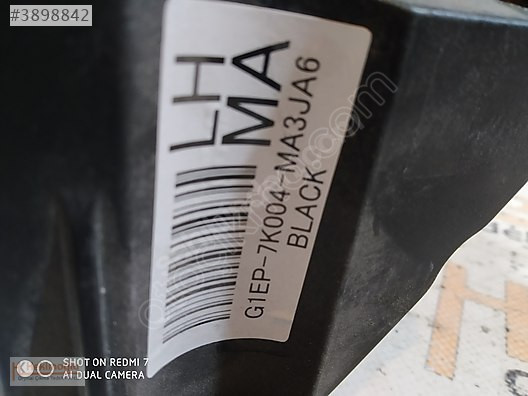 #3898842
LH
MA
G1EP-7K004-MA3JA6
BLACK
SHOT ON REDMI 7
AI DUAL CAMERA